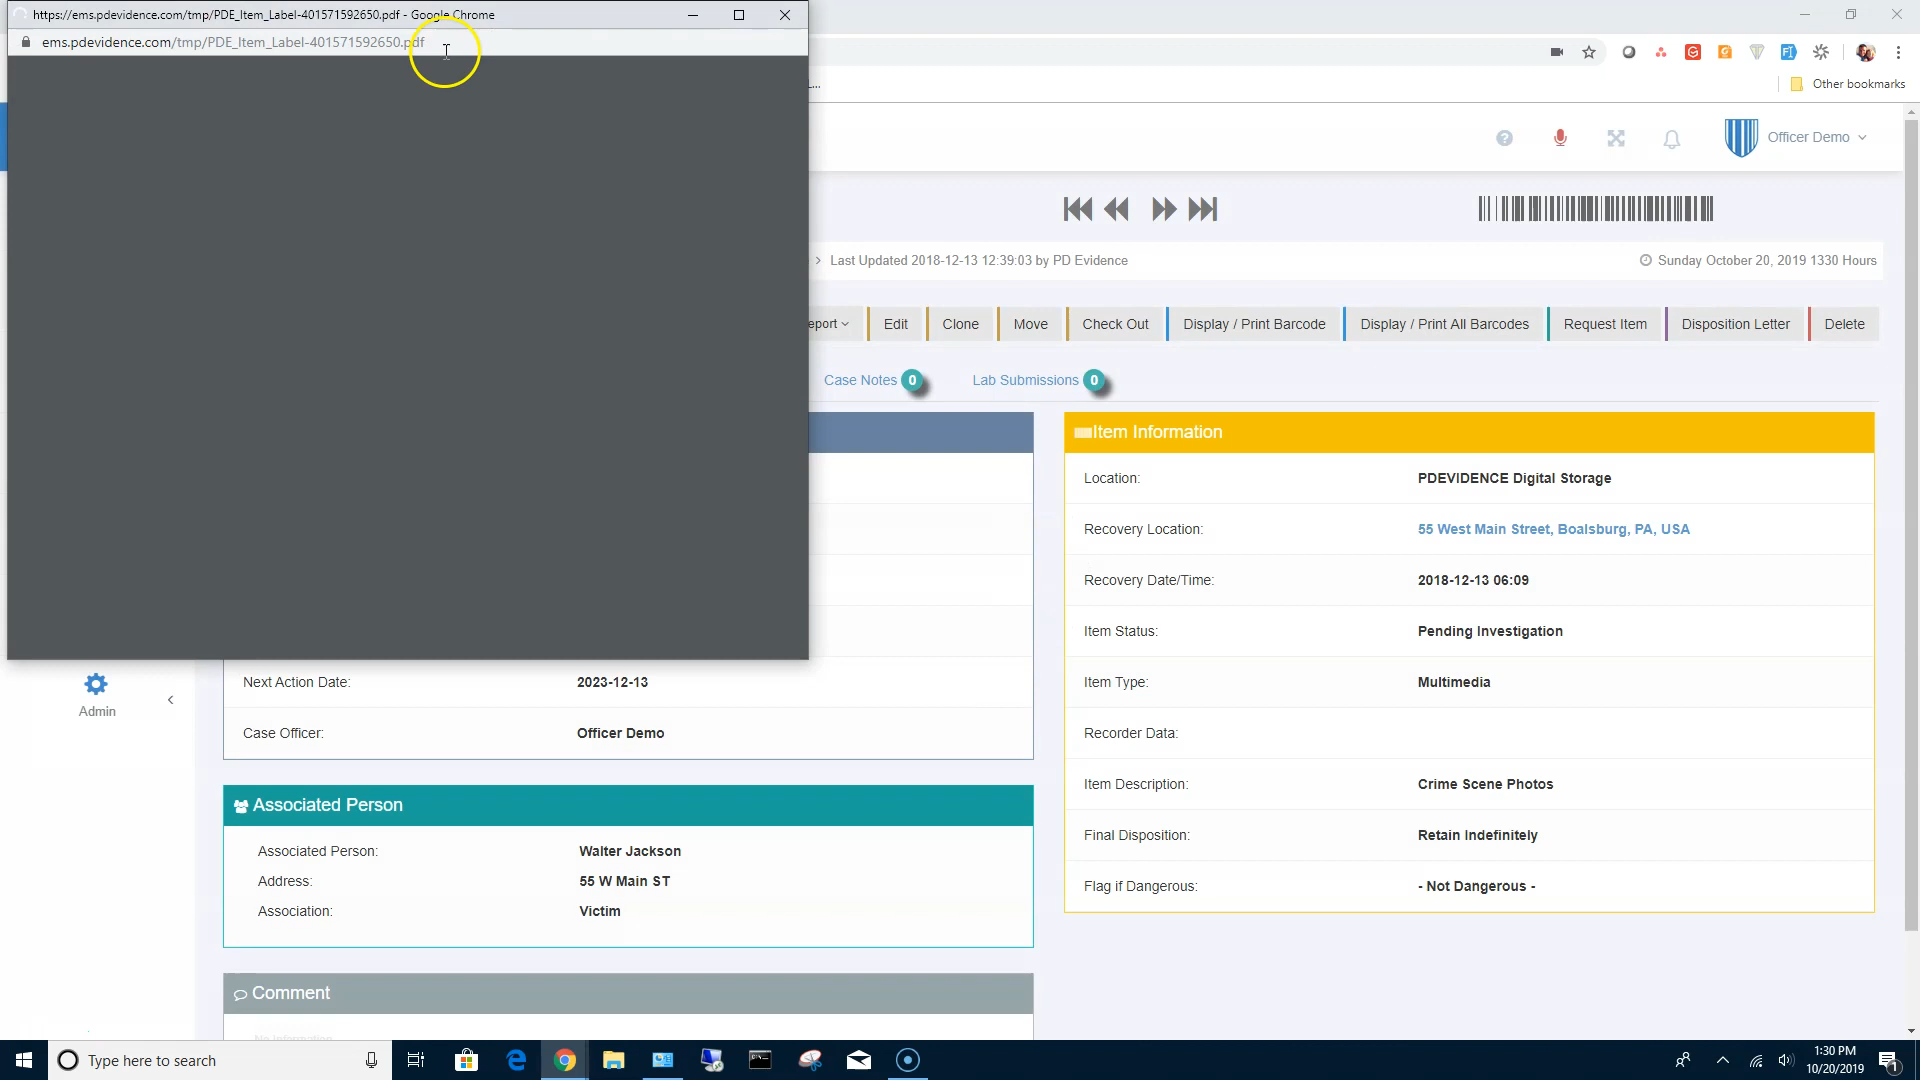 https://ems.pdevidence.com/tmp/PDE_Item_Label-401571592650.pdf - Google Chrome
ems.pdevidence.com/tmp/PDE_Item_Label-401571592650.pdf
Other bookmarks
Officer Demo
Last Updated 2018-12-13 12:39:03 by PD Evidence
Sunday October 20, 2019 1330 Hours
eport Edit Clone Move Check Out Display / Print Barcode Display / Print All Barcodes Request Item Disposition Letter Delete
Case Notes 0 Lab Submissions 0
Item Information
Location: PDEVIDENCE Digital Storage
Recovery Location: 55 West Main Street, Boalsburg, PA, USA
Recovery Date/Time: 2018-12-13 06:09
Item Status: Pending Investigation
Item Type: Multimedia
Recorder Data:
Item Description: Crime Scene Photos
Final Disposition: Retain Indefinitely
Flag if Dangerous: - Not Dangerous -
Admin
Next Action Date: 2023-12-13
Case Officer: Officer Demo
Associated Person
Associated Person: Walter Jackson
Address: 55 W Main ST
Association: Victim
Comment
No Information
Type here to search
1:30 PM
10/20/2019
1